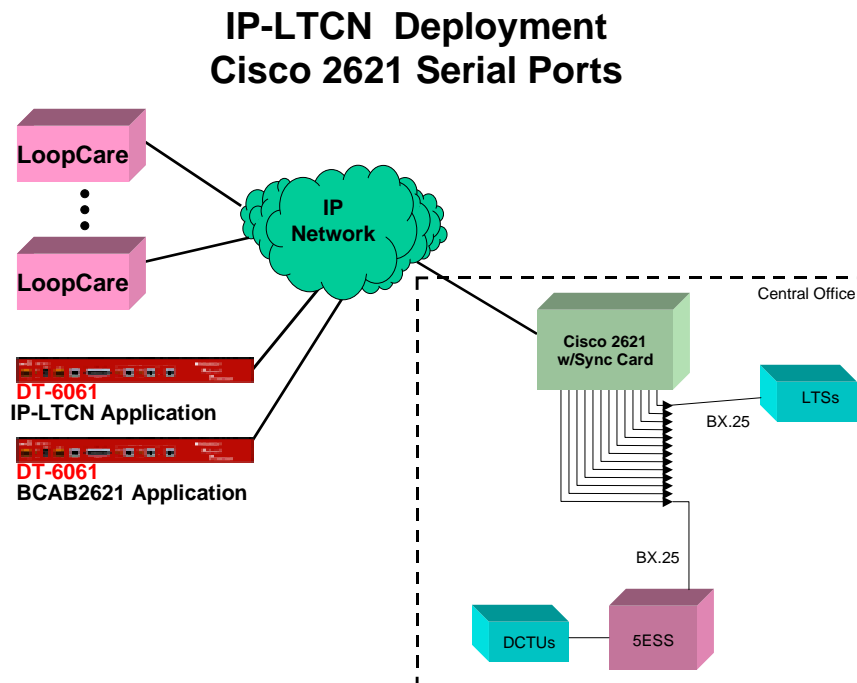 IP-LTCN Deployment
Cisco 2621 Serial Ports
LoopCare
LoopCare
IP
Network
Central Office
Cisco 2621
w/Sync Card
LTSs
BX.25
DT-6061
IP-LTCN Application
DT-6061
BCAB2621 Application
BX.25
DCTUs
5ESS